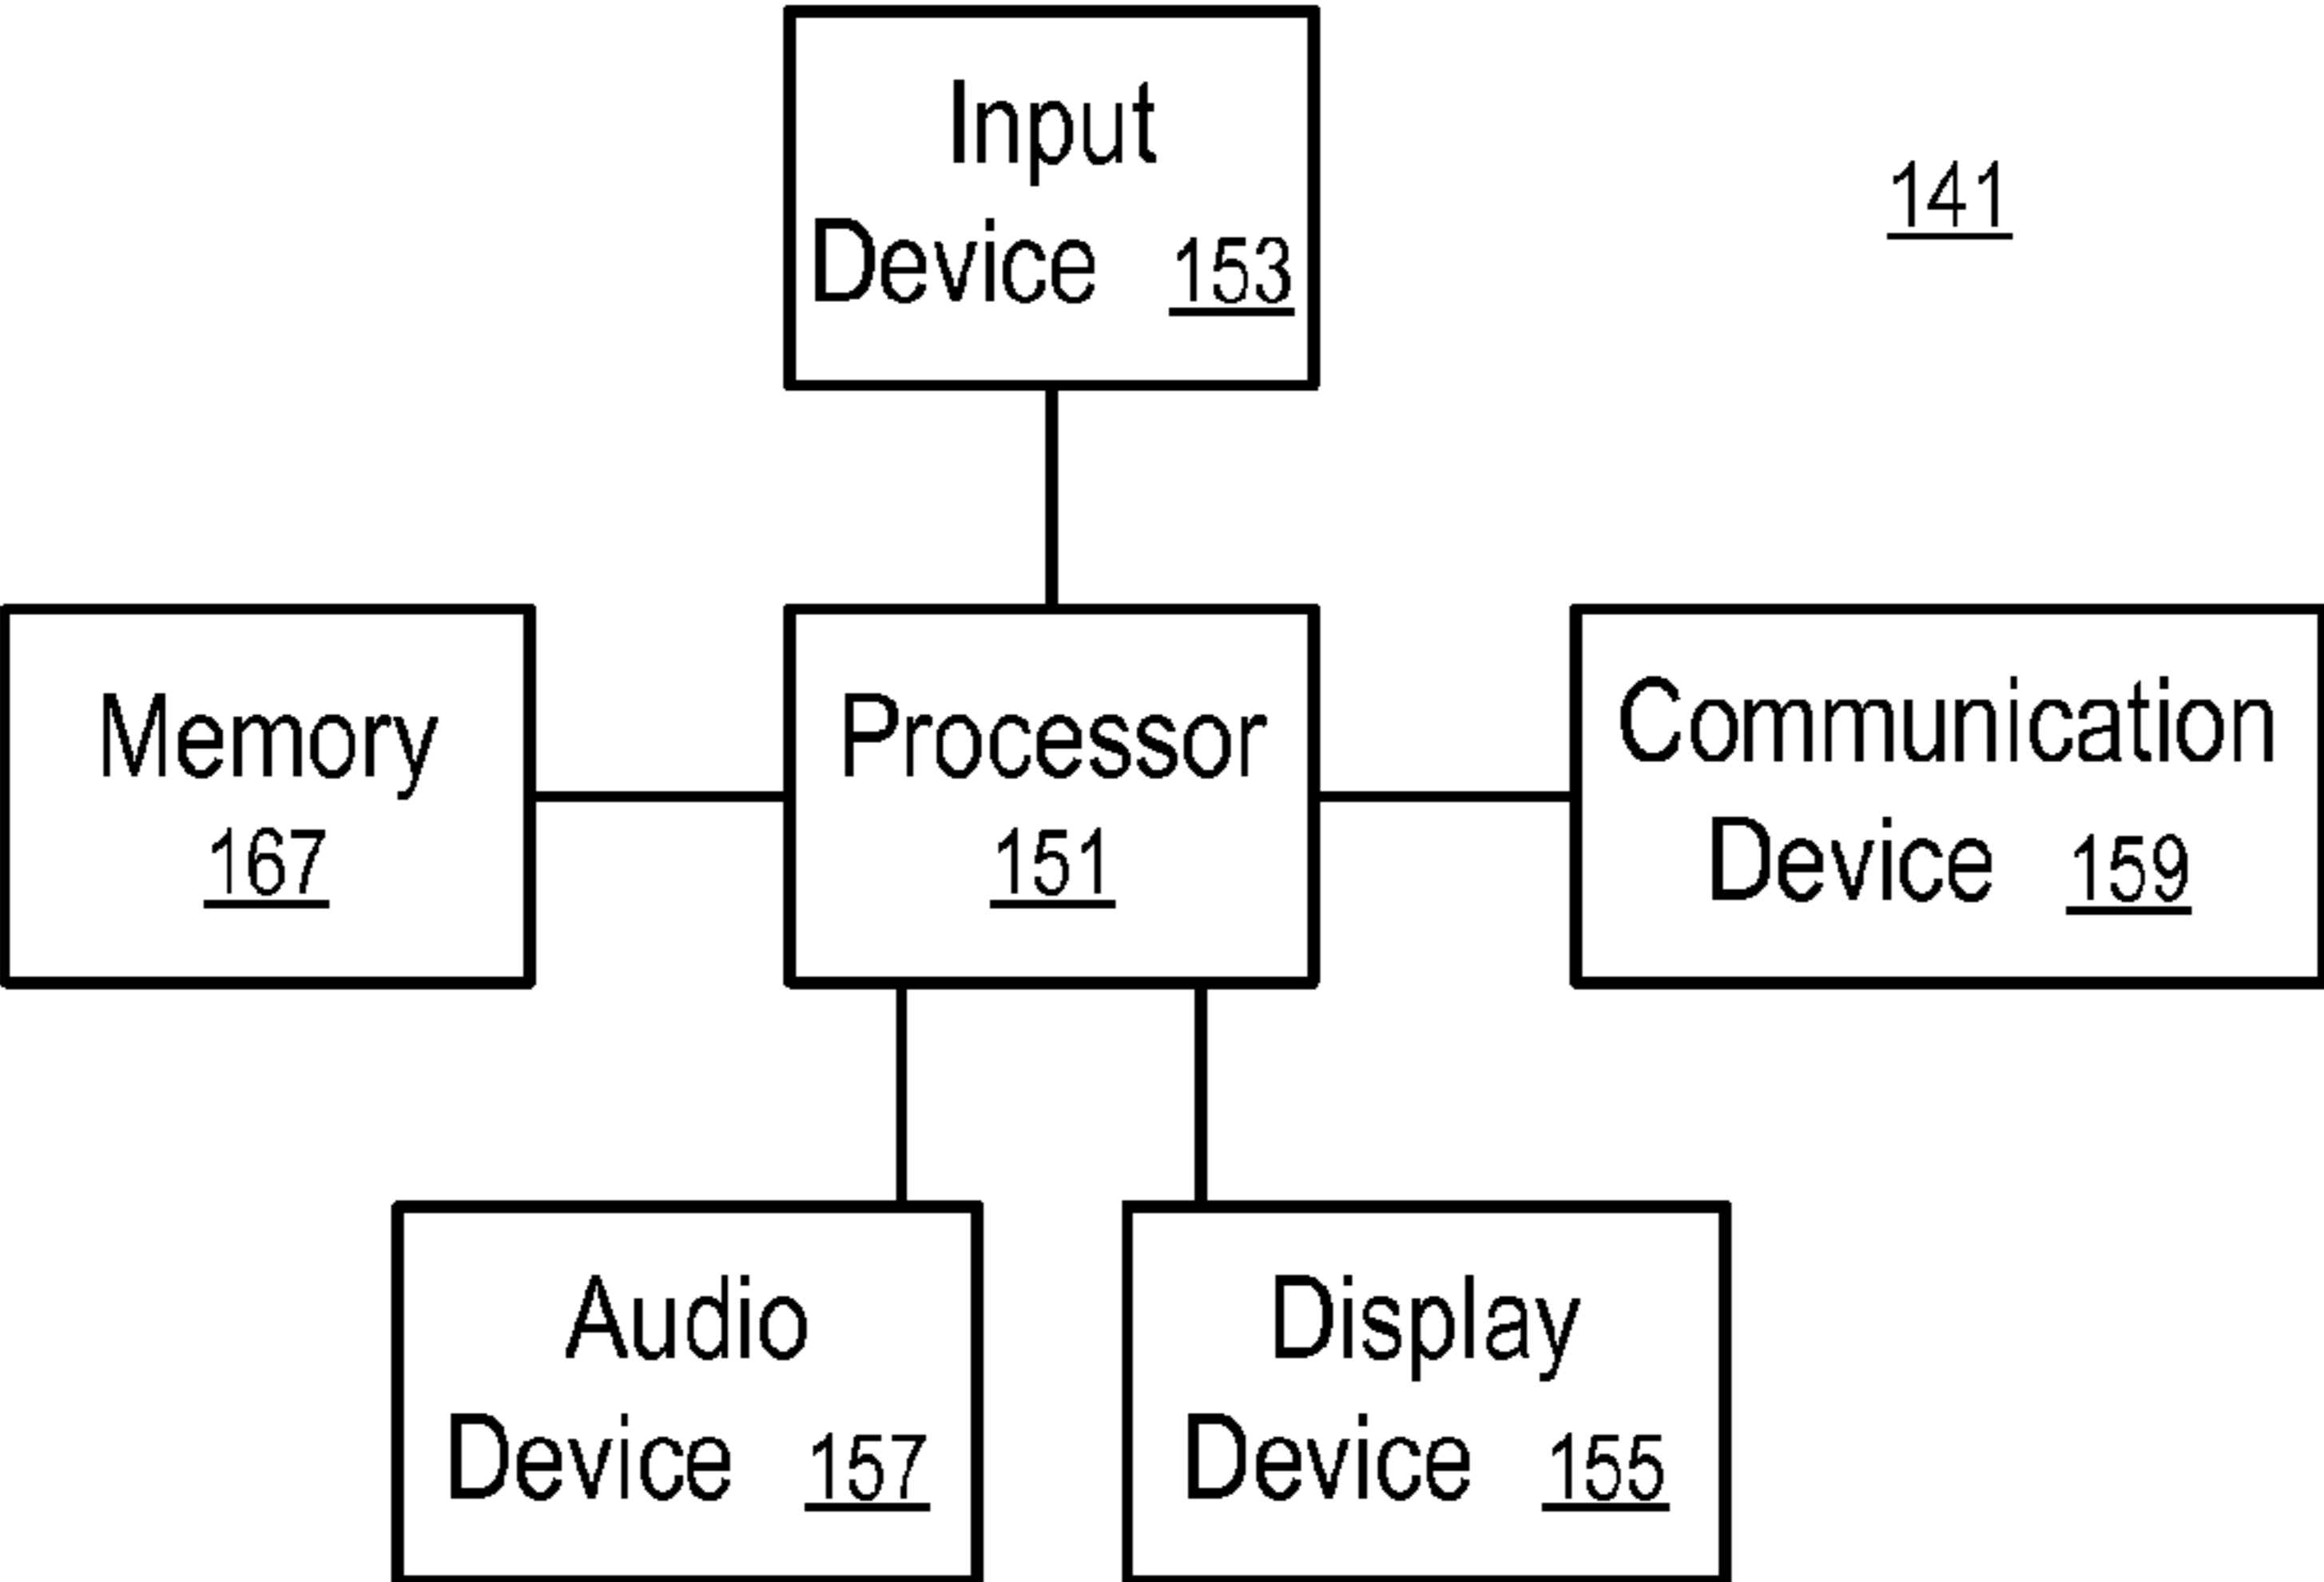 Input
Device 153
141
Memory
167
Processor
151
Communication
Device 159
Audio
Device 157
Display
Device 155